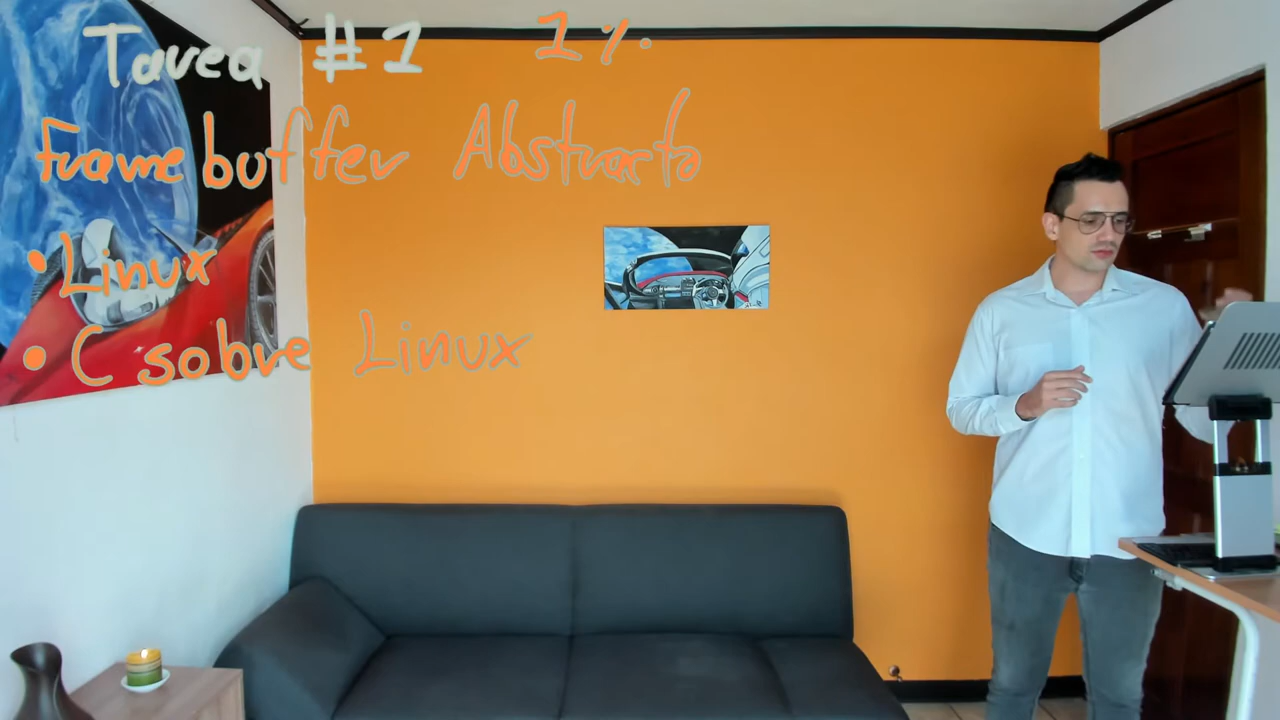 Tarea #1 1%.
Framebuffer Abstracto
• Linux
• C sobre Linux